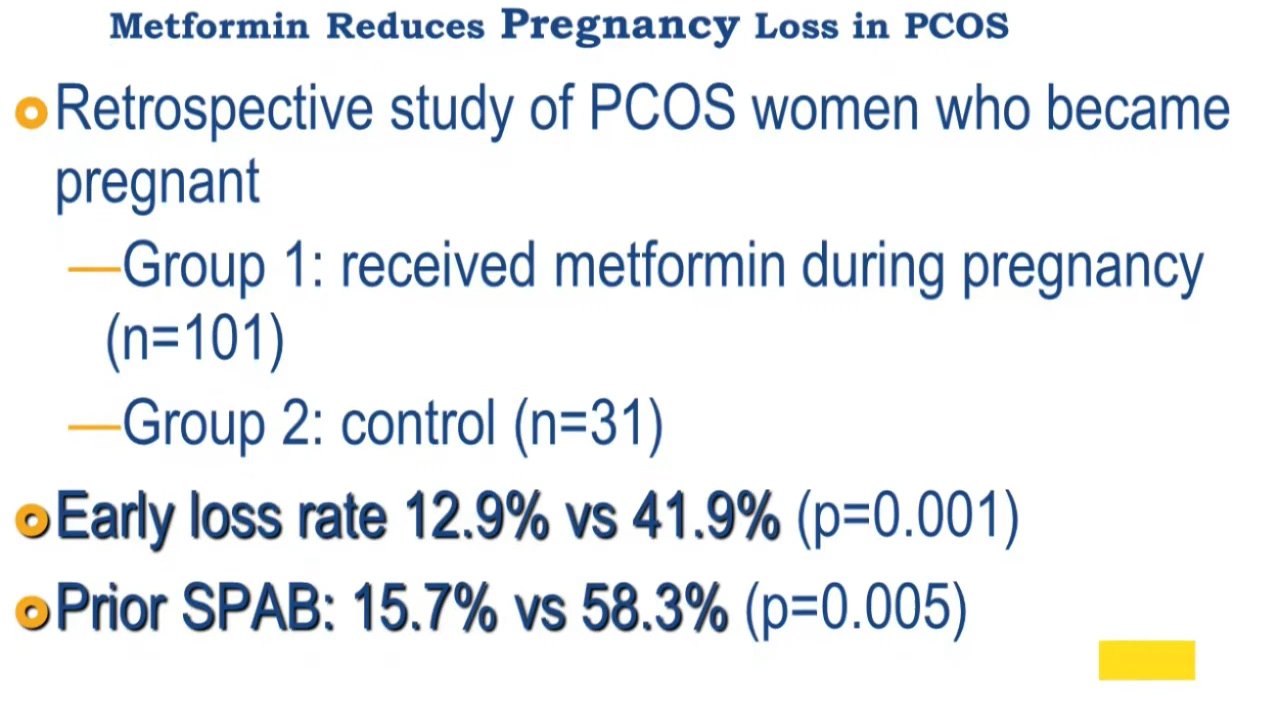 Metformin Reduces Pregnancy Loss in PCOS
Retrospective study of PCOS women who became
pregnant
—Group 1: received metformin during pregnancy
(n=101)
—Group 2: control (n=31)
Early loss rate 12.9% vs 41.9% (p=0.001)
Prior SPAB: 15.7% vs 58.3% (p=0.005)